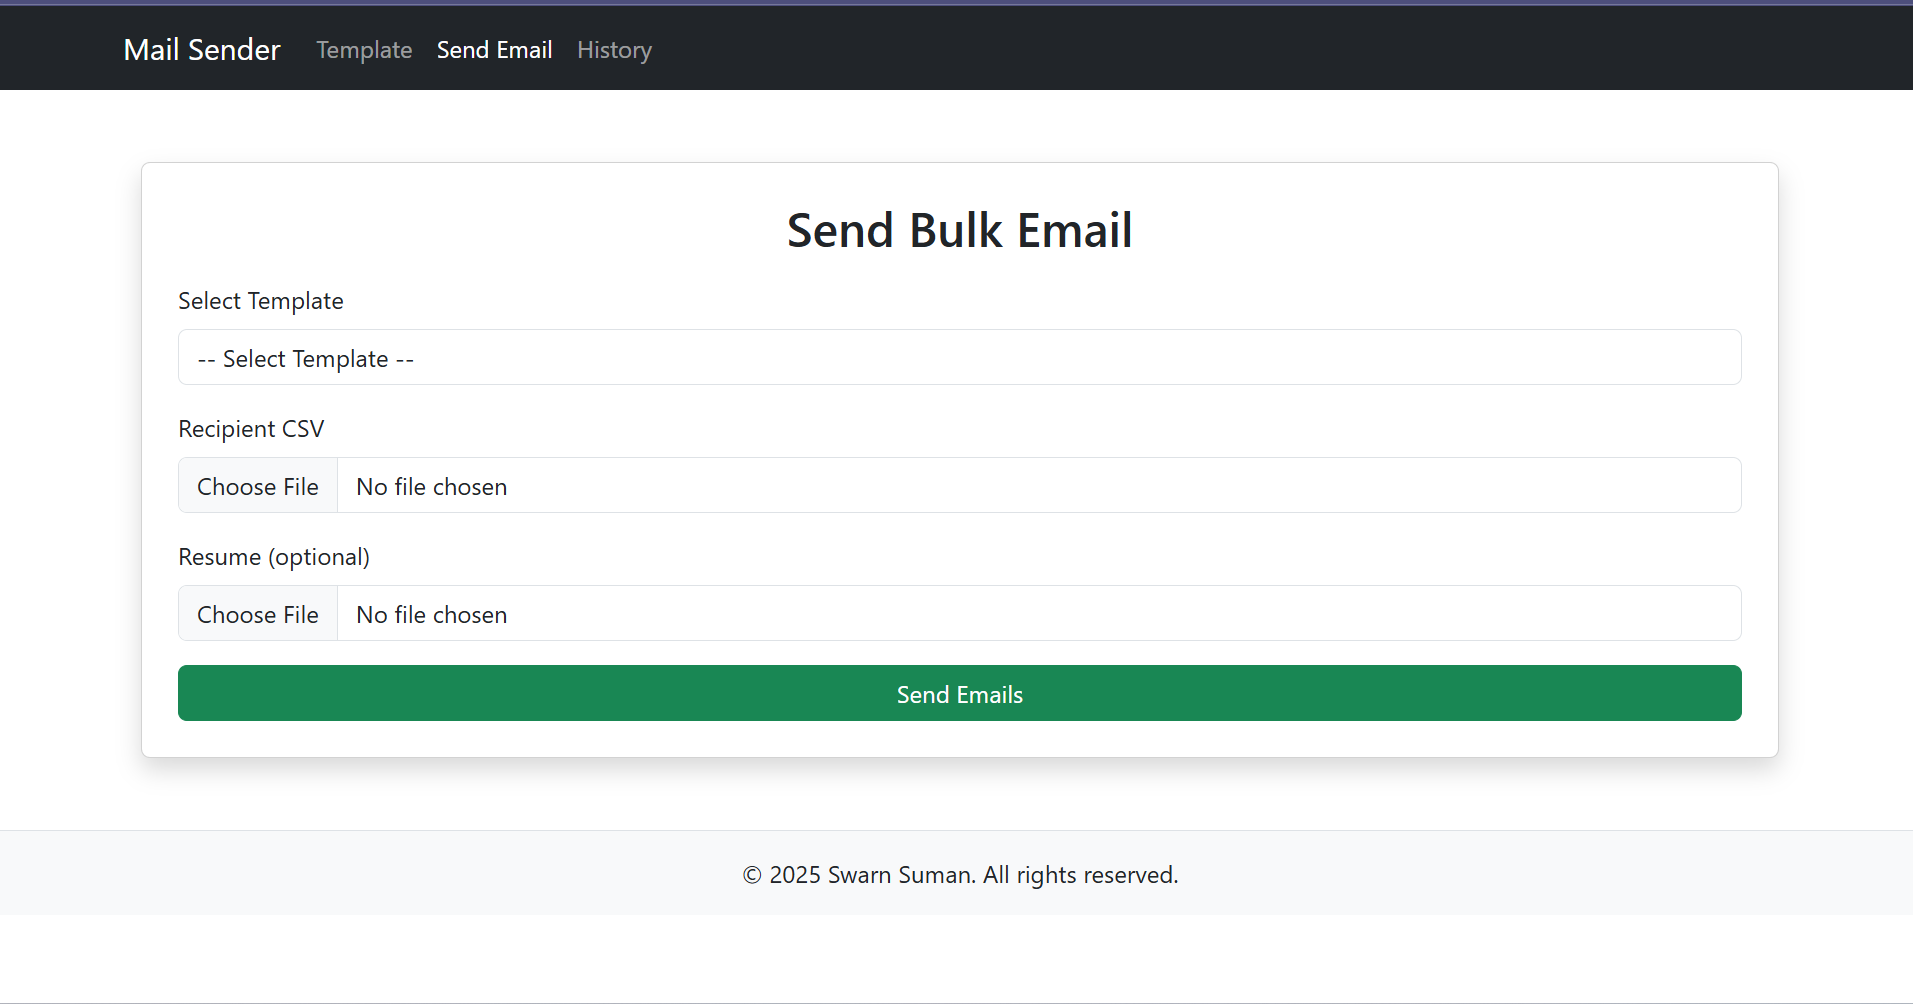 Mail Sender Template Send Email History
Send Bulk Email
Select Template
-- Select Template --
Recipient CSV
Choose File No file chosen
Resume (optional)
Choose File No file chosen
Send Emails
© 2025 Swarn Suman. All rights reserved.